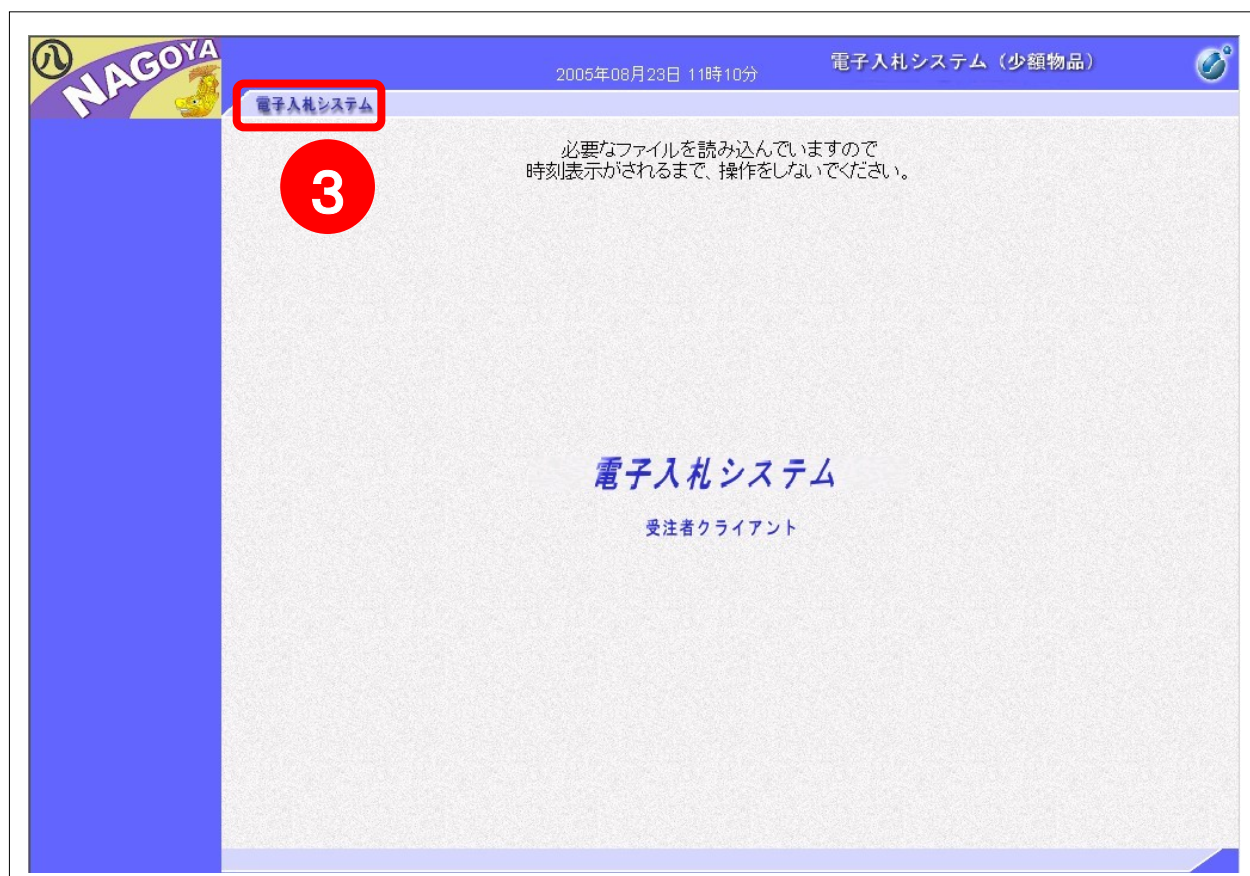 八
NAGOYA
2005年08月23日 11時10分
電子入札システム（少額物品）
電子入札システム
3
必要なファイルを読み込んでいますので
時刻表示がされるまで、操作をしないでください。
電子入札システム
受注者クライアント